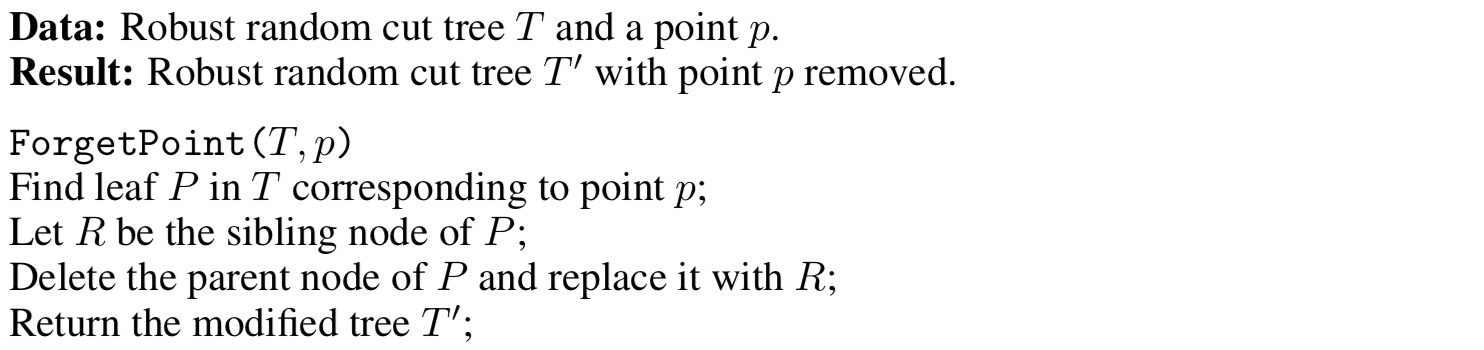 Data: Robust random cut tree T and a point p.
Result: Robust random cut tree T′ with point p removed.
ForgetPoint(T, p)
Find leaf P in T corresponding to point p;
Let R be the sibling node of P;
Delete the parent node of P and replace it with R;
Return the modified tree T′;